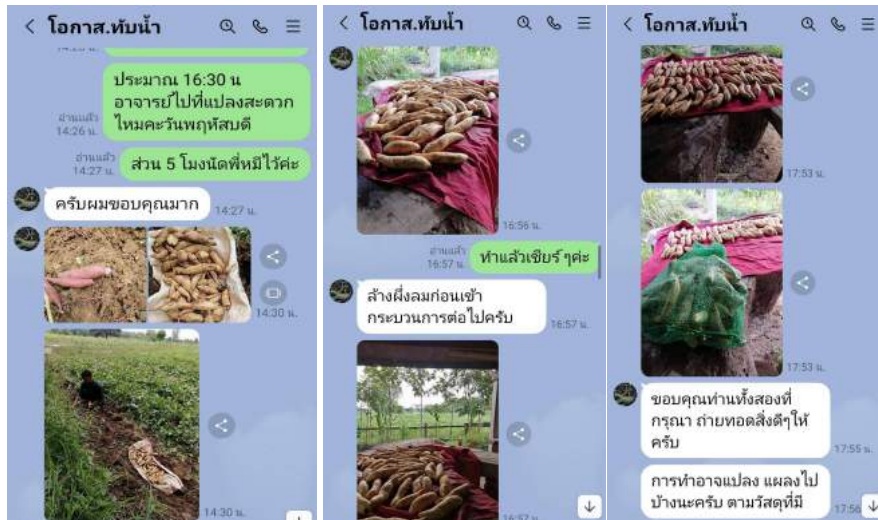 โอกาส.ทับน้ำ
ประมาณ 16:30 น
อาจารย์ไปที่แปลงสะดวก
ไหมคะวันพฤหัสบดี
อ่านแล้ว
14:26 น.
ส่วน 5 โมงนัดพี่หมีไว้ค่ะ
อ่านแล้ว
14:27 น.
ครับผมขอบคุณมาก
14:27 น.
14:30 น.
14:30 น.
โอกาส.ทับน้ำ
16:56 น.
ทำแล้วเชียร์ ๆค่ะ
อ่านแล้ว
16:57 น.
ล้างผึ่งลมก่อนเข้า
กระบวนการต่อไปครับ
16:57 น.
16:57 น.
โอกาส.ทับน้ำ
17:53 น.
17:53 น.
ขอบคุณท่านทั้งสองที่
กรุณา ถ่ายทอดสิ่งดีๆให้
ครับ
17:55 น.
การทำอาจแปลง แผลงไป
บ้างนะครับ ตามวัสดุที่มี
17:56